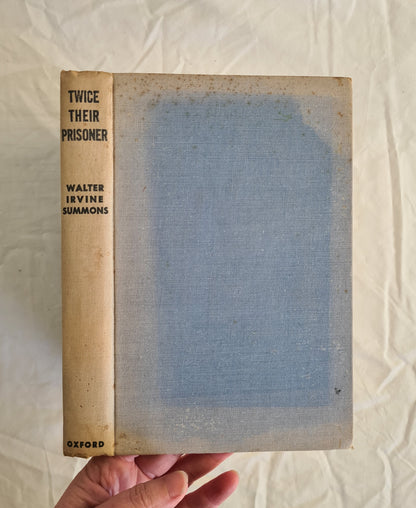 TWICE
THEIR
PRISONER
WALTER
IRVINE
SUMMONS
OXFORD